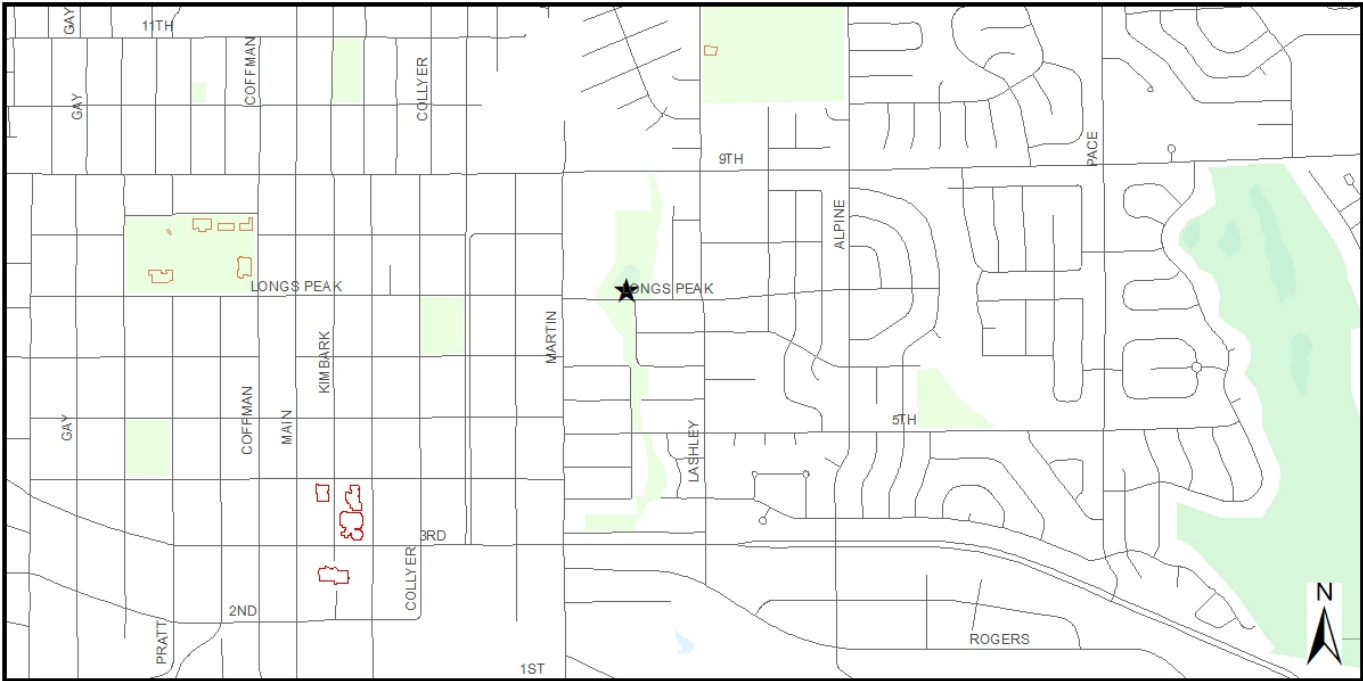 GAY
11TH
COFFMAN
COLLYER
GAY
9TH
PACE
ALPINE
LONGS PEAK
LONGS PEAK
MARTIN
KIMBARK
COFFMAN
MAIN
GAY
5TH
LASHLEY
3RD
COLLYER
2ND
PRATT
ROGERS
1ST
N